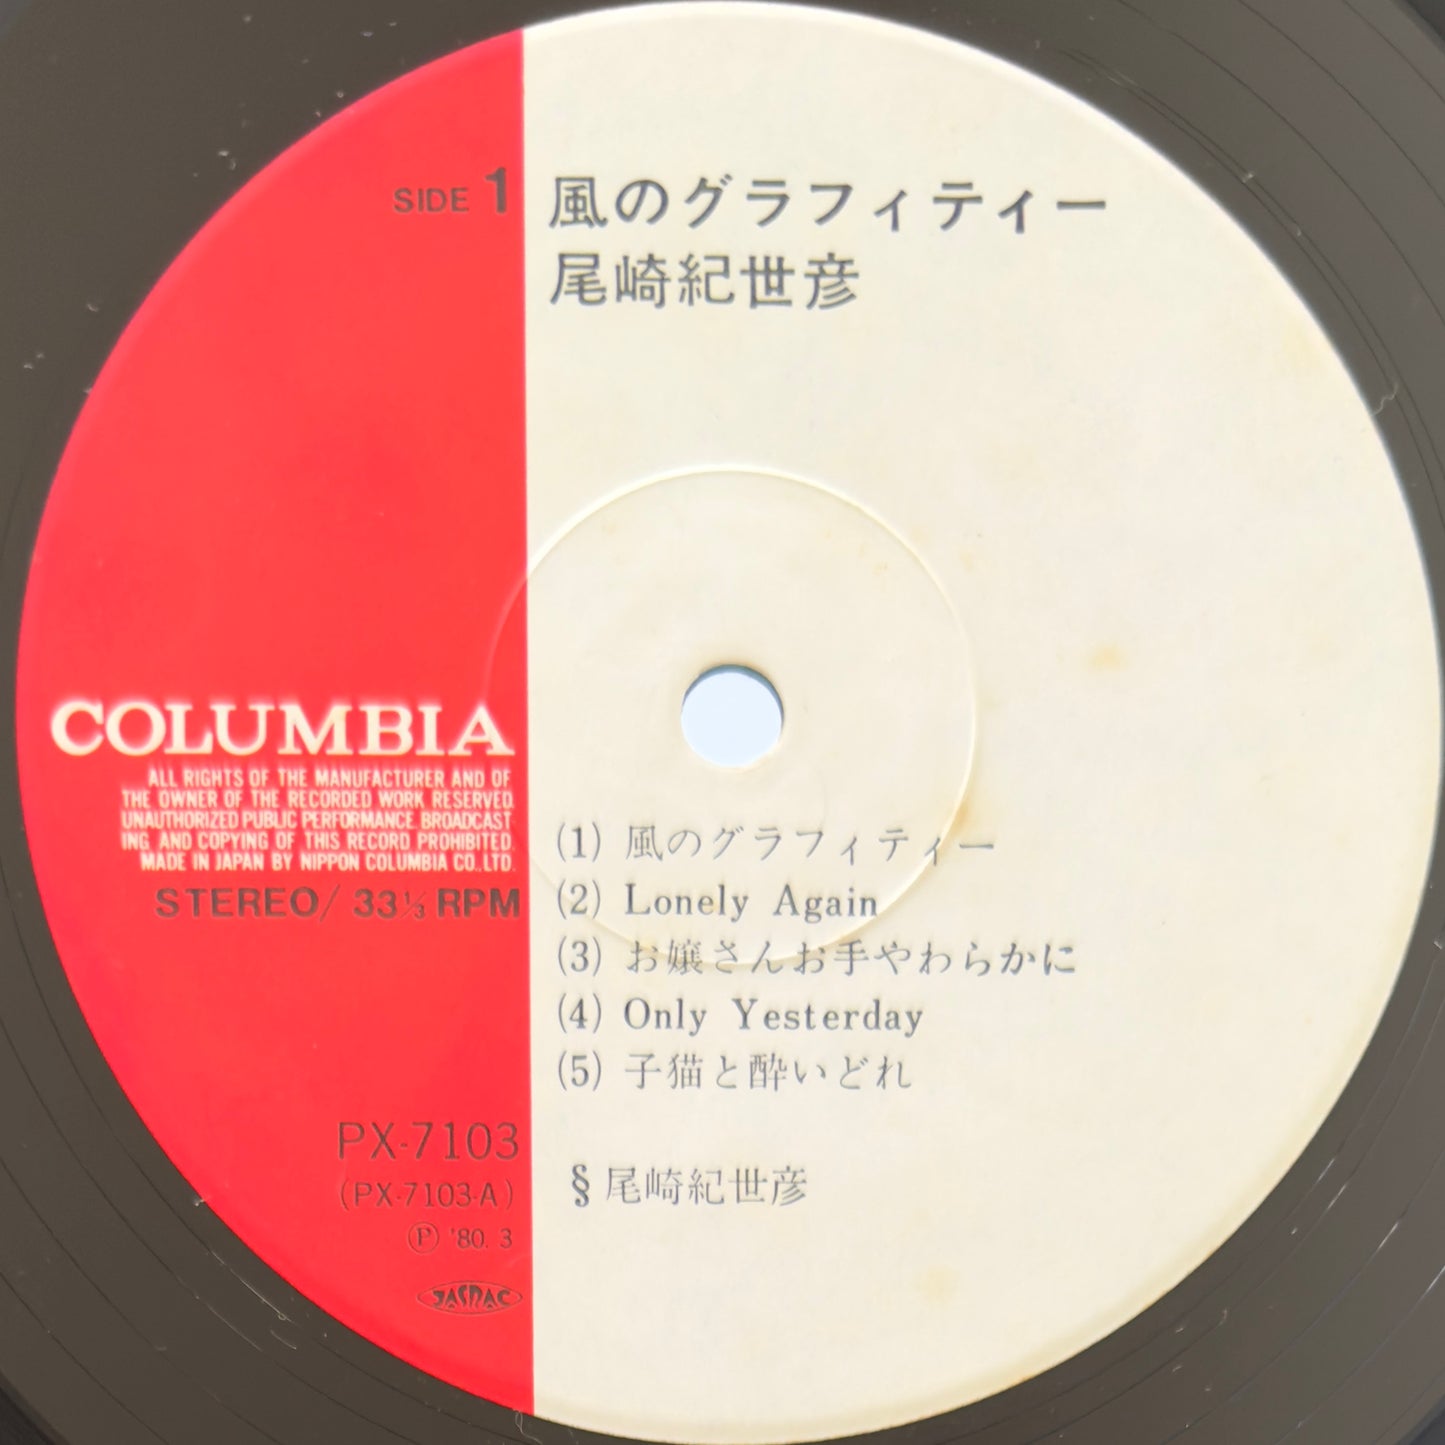 SIDE 1
風のグラフィティー
尾崎紀世彦
COLUMBIA
ALL RIGHTS OF THE MANUFACTURER AND OF
THE OWNER OF THE RECORDED WORK RESERVED.
UNAUTHORIZED PUBLIC PERFORMANCE BROADCAST
ING AND COPYING OF THIS RECORD PROHIBITED.
MADE IN JAPAN BY NIPPON COLUMBIA CO.,LTD.
STEREO/ 33⅓ RPM
(1) 風のグラフィティー
(2) Lonely Again
(3) お嬢さんお手やわらかに
(4) Only Yesterday
(5) 子猫と酔いどれ
PX-7103
(PX-7103-A)
Ⓟ '80. 3
JASRAC
§ 尾崎紀世彦